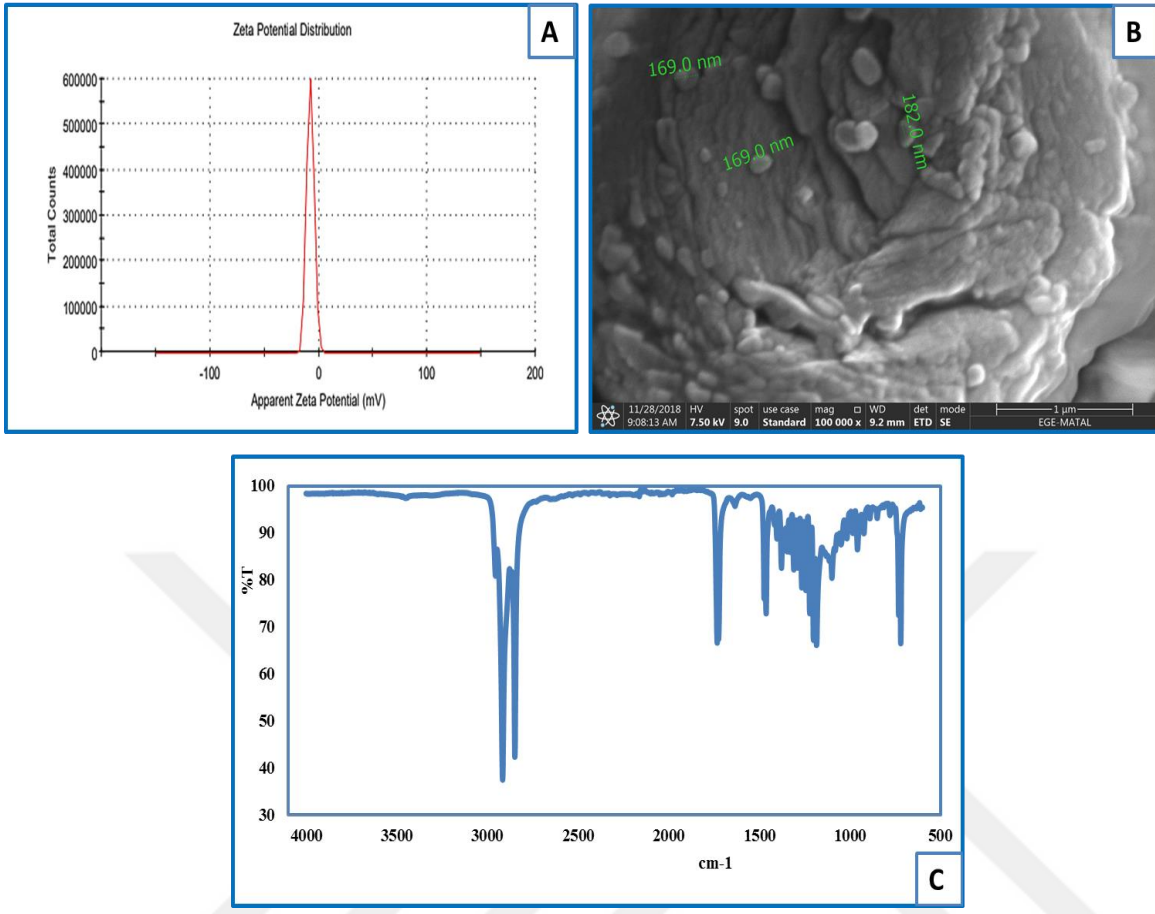 A
Zeta Potential Distribution
600000
500000
400000
300000
200000
100000
0
Total Counts
-100 0 100 200
Apparent Zeta Potential (mV)
B
169.0 nm
182.0 nm
169.0 nm
11/28/2018 HV spot use case mag WD det mode 1 µm
9:08:13 AM 7.50 kV 9.0 Standard 100 000 x 9.2 mm ETD SE EGE-MATAL
100
90
80
70
60
50
40
30
%T
4000 3500 3000 2500 2000 1500 1000 500
cm-1
C